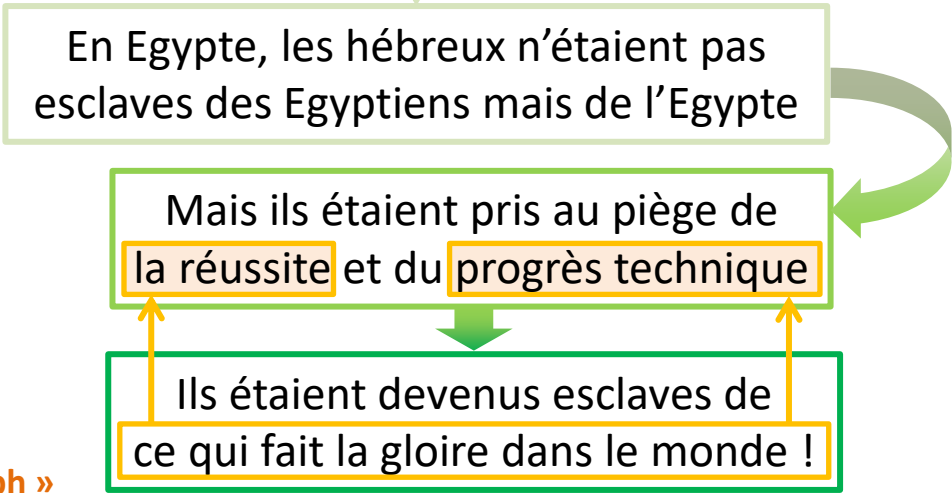 En Egypte, les hébreux n’étaient pas
esclaves des Egyptiens mais de l’Egypte
Mais ils étaient pris au piège de
la réussite et du progrès technique
Ils étaient devenus esclaves de
ce qui fait la gloire dans le monde !
ph »